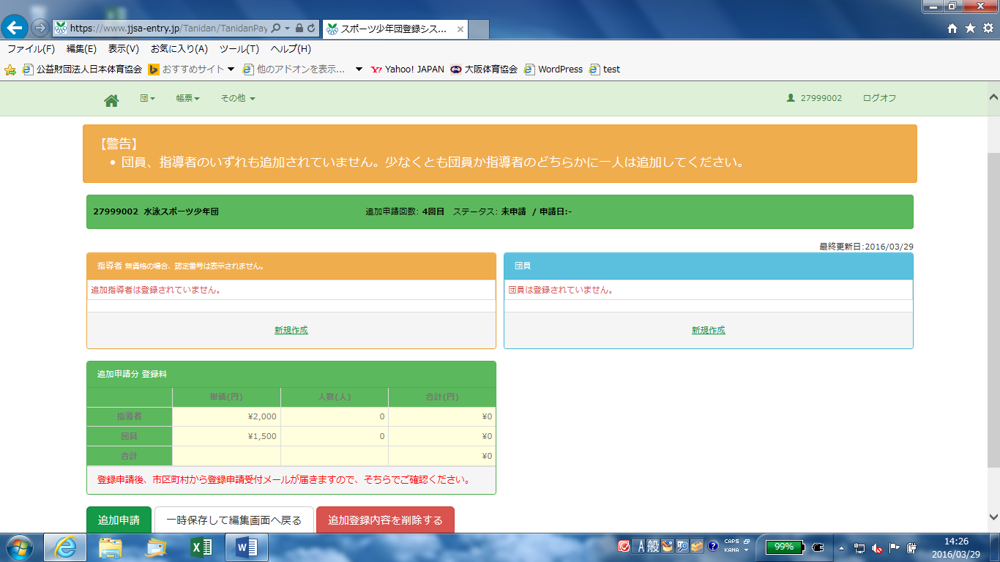 https://www.jjsa-entry.jp/Tanidan/TanidanPay
スポーツ少年団登録シス...
ファイル(F) 編集(E) 表示(V) お気に入り(A) ツール(T) ヘルプ(H)
公益財団法人日本体育協会 おすすめサイト 他のアドオンを表示... Yahoo! JAPAN 大阪体育協会 WordPress test
団 帳票 その他 27999002 ログオフ
【警告】
• 団員、指導者のいずれも追加されていません。少なくとも団員か指導者のどちらかに一人は追加してください。
27999002 水泳スポーツ少年団 追加申請回数: 4回目 ステータス: 未申請 / 申請日:-
最終更新日:2016/03/29
指導者 無資格の場合、認定番号は表示されません。
追加指導者は登録されていません。
新規作成
団員
団員は登録されていません。
新規作成
追加申請分 登録料
単価(円) 人数(人) 合計(円)
指導者 ¥2,000 0 ¥0
団員 ¥1,500 0 ¥0
合計 ¥0
登録申請後、市区町村から登録申請受付メールが届きますので、そちらでご確認ください。
追加申請 一時保存して編集画面へ戻る 追加登録内容を削除する
A 般 CAPS KANA 99% 14:26
2016/03/29